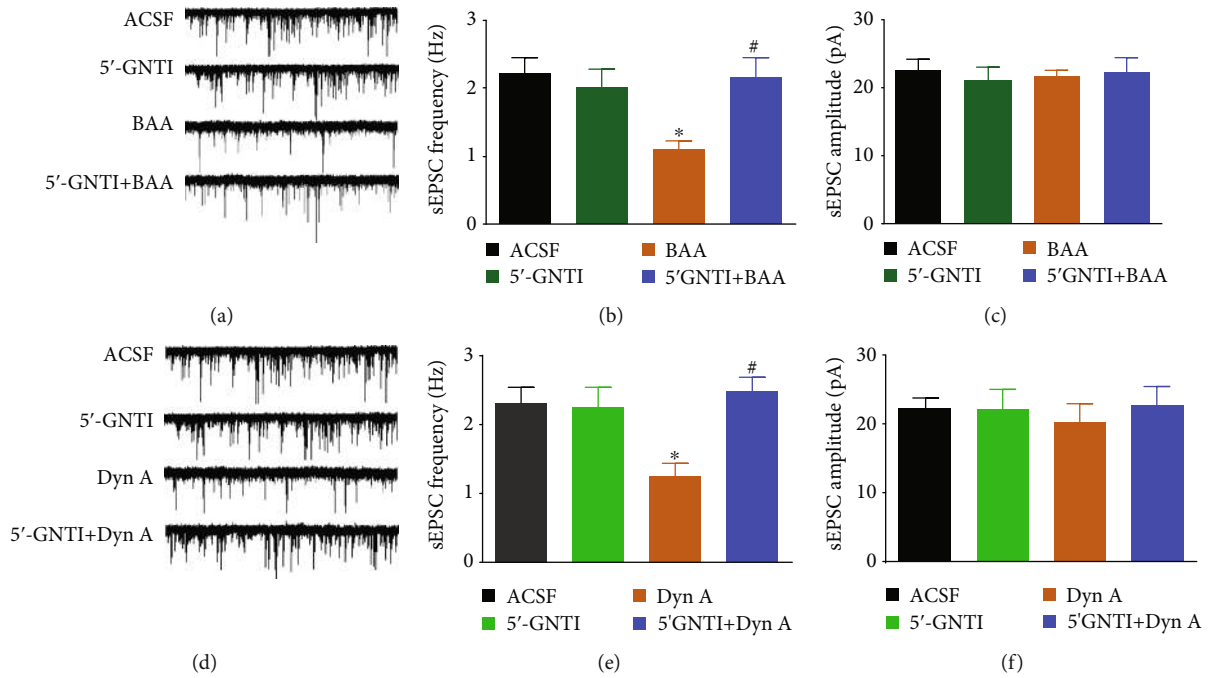 ACSF
5′-GNTI
BAA
5′-GNTI+BAA
(a)
sEPSC frequency (Hz)
3
2
1
0
*
#
ACSF
BAA
5′-GNTI
5′GNTI+BAA
(b)
sEPSC amplitude (pA)
30
20
10
0
ACSF
BAA
5′-GNTI
5′GNTI+BAA
(c)
ACSF
5′-GNTI
Dyn A
5′-GNTI+Dyn A
(d)
sEPSC frequency (Hz)
3
2
1
0
*
#
ACSF
Dyn A
5′-GNTI
5'GNTI+Dyn A
(e)
sEPSC amplitude (pA)
30
20
10
0
ACSF
Dyn A
5′-GNTI
5'GNTI+Dyn A
(f)